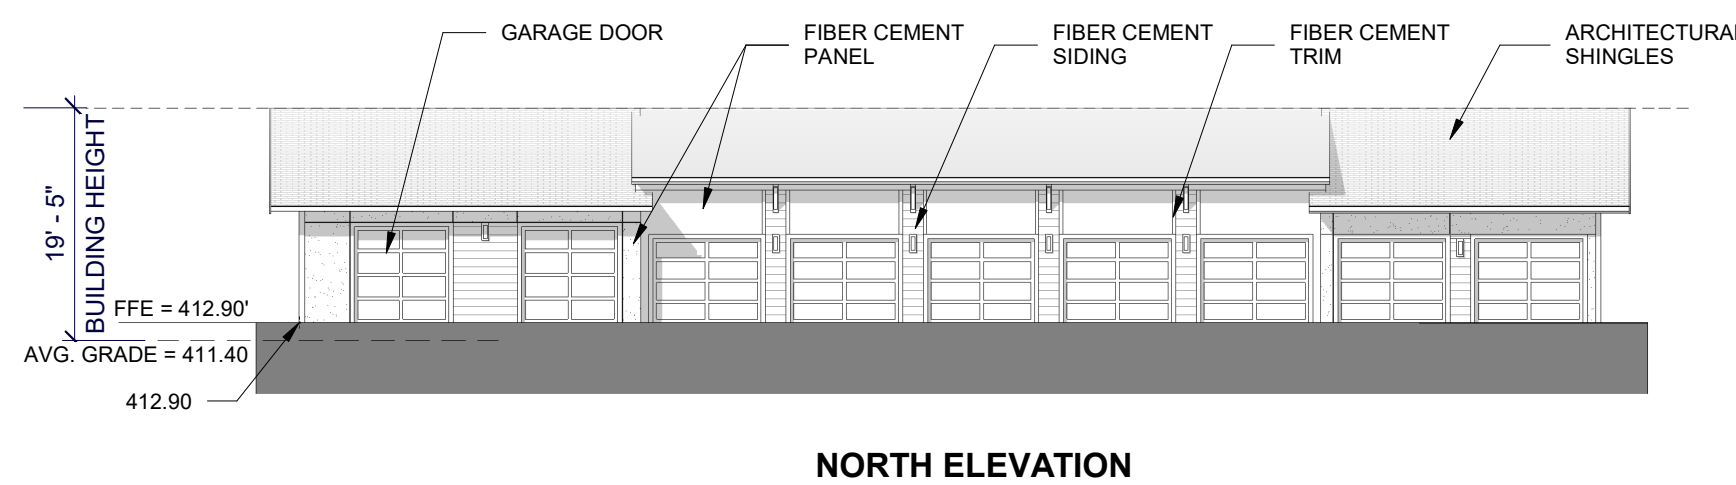 GARAGE DOOR
FIBER CEMENT
PANEL
FIBER CEMENT
SIDING
FIBER CEMENT
TRIM
ARCHITECTURAL
SHINGLES
19' - 5"
BUILDING HEIGHT
FFE = 412.90'
AVG. GRADE = 411.40
412.90
NORTH ELEVATION